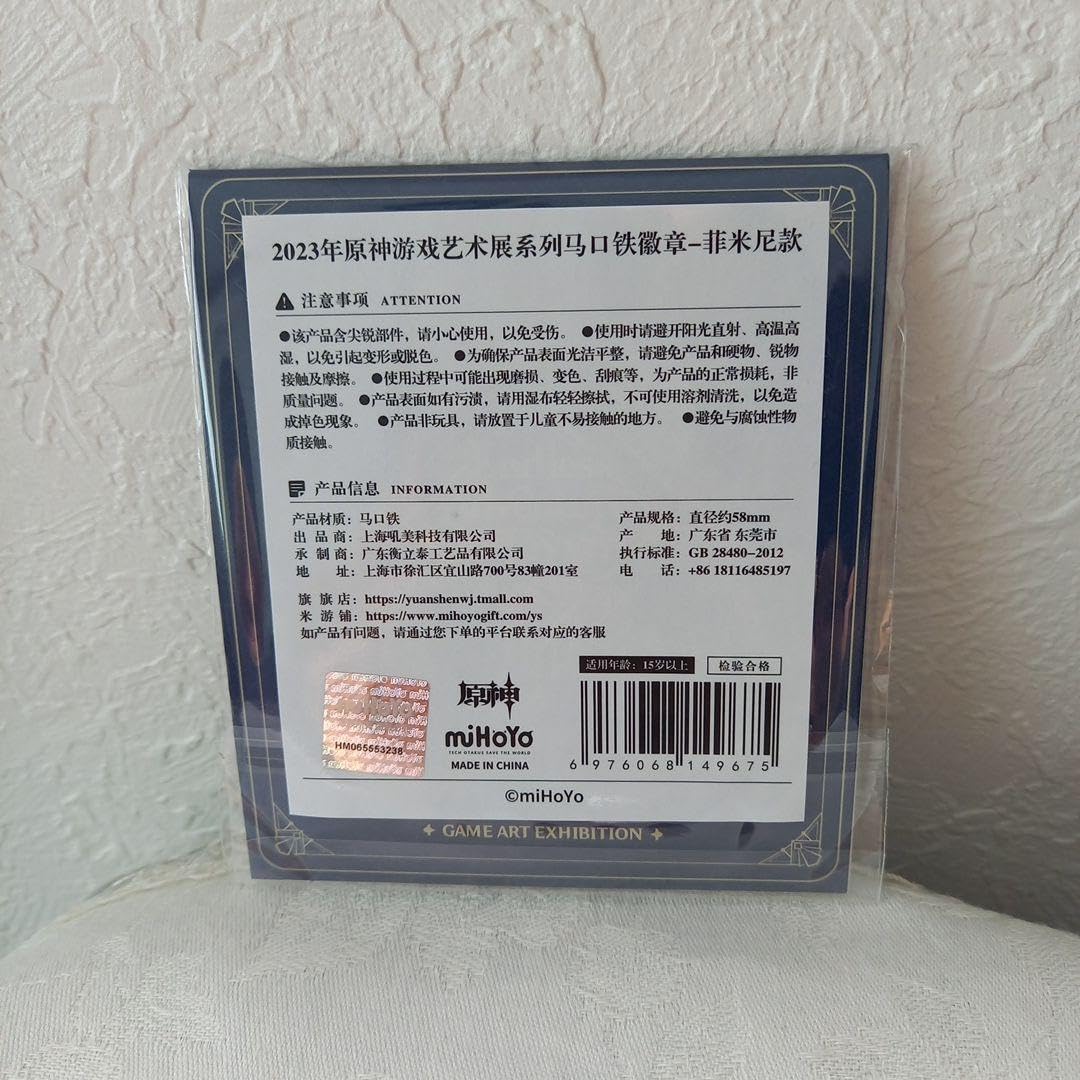 2023年原神游戏艺术展系列马口铁徽章-菲米尼款
注意事项 ATTENTION
●该产品含尖锐部件，请小心使用，以免受伤。 ●使用时请避开阳光直射、高温高
湿，以免引起变形或脱色。 ●为确保产品表面光洁平整，请避免产品和硬物、锐物
接触及摩擦。 ●使用过程中可能出现磨损、变色、刮痕等，为产品的正常损耗，非
质量问题。 ●产品表面如有污渍，请用湿布轻轻擦拭，不可使用溶剂清洗，以免造
成掉色现象。 ●产品非玩具，请放置于儿童不易接触的地方。 ●避免与腐蚀性物
质接触。
产品信息 INFORMATION
产品材质：马口铁 产品规格：直径约58mm
出品商：上海吼美科技有限公司 产地：广东省 东莞市
承制商：广东衡立泰工艺品有限公司 执行标准：GB 28480-2012
地址：上海市徐汇区宜山路700号83幢201室 电话：+86 18116485197
旗旗店：https://yuanshenwj.tmall.com
米游铺：https://www.mihoyogift.com/ys
如产品有问题，请通过您下单的平台联系对应的客服
适用年龄：15岁以上 检验合格
原神
miHoYo
TECH OTAKUS SAVE THE WORLD
MADE IN CHINA
HM065553238
6 976068 149675
©miHoYo
GAME ART EXHIBITION